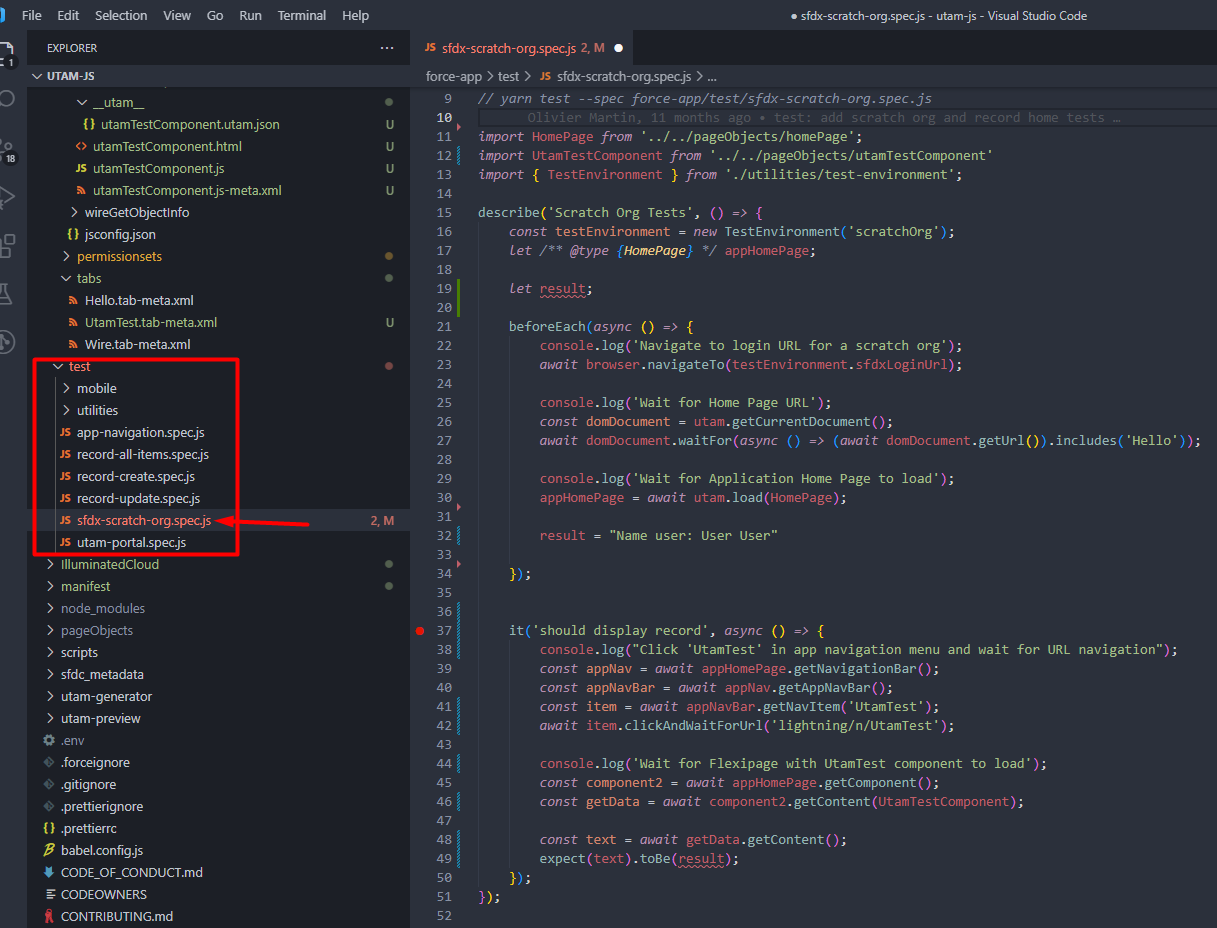 File Edit Selection View Go Run Terminal Help
● sfdx-scratch-org.spec.js - utam-js - Visual Studio Code
EXPLORER ...
UTAM-JS
__utam__
{} utamTestComponent.utam.json U
<> utamTestComponent.html U
JS utamTestComponent.js U
utamTestComponent.js-meta.xml U
wireGetObjectInfo
{} jsconfig.json
permissionsets
tabs
Hello.tab-meta.xml
UtamTest.tab-meta.xml U
Wire.tab-meta.xml
test
mobile
utilities
JS app-navigation.spec.js
JS record-all-items.spec.js
JS record-create.spec.js
JS record-update.spec.js
JS sfdx-scratch-org.spec.js 2, M
JS utam-portal.spec.js
IlluminatedCloud
manifest
node_modules
pageObjects
scripts
sfdc_metadata
utam-generator
utam-preview
.env
.forceignore
.gitignore
.prettierignore
{} .prettierrc
babel.config.js
CODE_OF_CONDUCT.md
CODEOWNERS
CONTRIBUTING.md
1
18
JS sfdx-scratch-org.spec.js 2, M ●
force-app > test > JS sfdx-scratch-org.spec.js > ...
9 // yarn test --spec force-app/test/sfdx-scratch-org.spec.js
10 Olivier Martin, 11 months ago • test: add scratch org and record home tests …
11 import HomePage from '../../pageObjects/homePage';
12 import UtamTestComponent from '../../pageObjects/utamTestComponent'
13 import { TestEnvironment } from './utilities/test-environment';
14
15 describe('Scratch Org Tests', () => {
16 const testEnvironment = new TestEnvironment('scratchOrg');
17 let /** @type {HomePage} */ appHomePage;
18
19 let result;
20
21 beforeEach(async () => {
22 console.log('Navigate to login URL for a scratch org');
23 await browser.navigateTo(testEnvironment.sfdxLoginUrl);
24
25 console.log('Wait for Home Page URL');
26 const domDocument = utam.getCurrentDocument();
27 await domDocument.waitFor(async () => (await domDocument.getUrl()).includes('Hello'));
28
29 console.log('Wait for Application Home Page to load');
30 appHomePage = await utam.load(HomePage);
31
32 result = "Name user: User User"
33
34 });
35
36
37 it('should display record', async () => {
38 console.log("Click 'UtamTest' in app navigation menu and wait for URL navigation");
39 const appNav = await appHomePage.getNavigationBar();
40 const appNavBar = await appNav.getAppNavBar();
41 const item = await appNavBar.getNavItem('UtamTest');
42 await item.clickAndWaitForUrl('lightning/n/UtamTest');
43
44 console.log('Wait for Flexipage with UtamTest component to load');
45 const component2 = await appHomePage.getComponent();
46 const getData = await component2.getContent(UtamTestComponent);
47
48 const text = await getData.getContent();
49 expect(text).toBe(result);
50 });
51 });
52